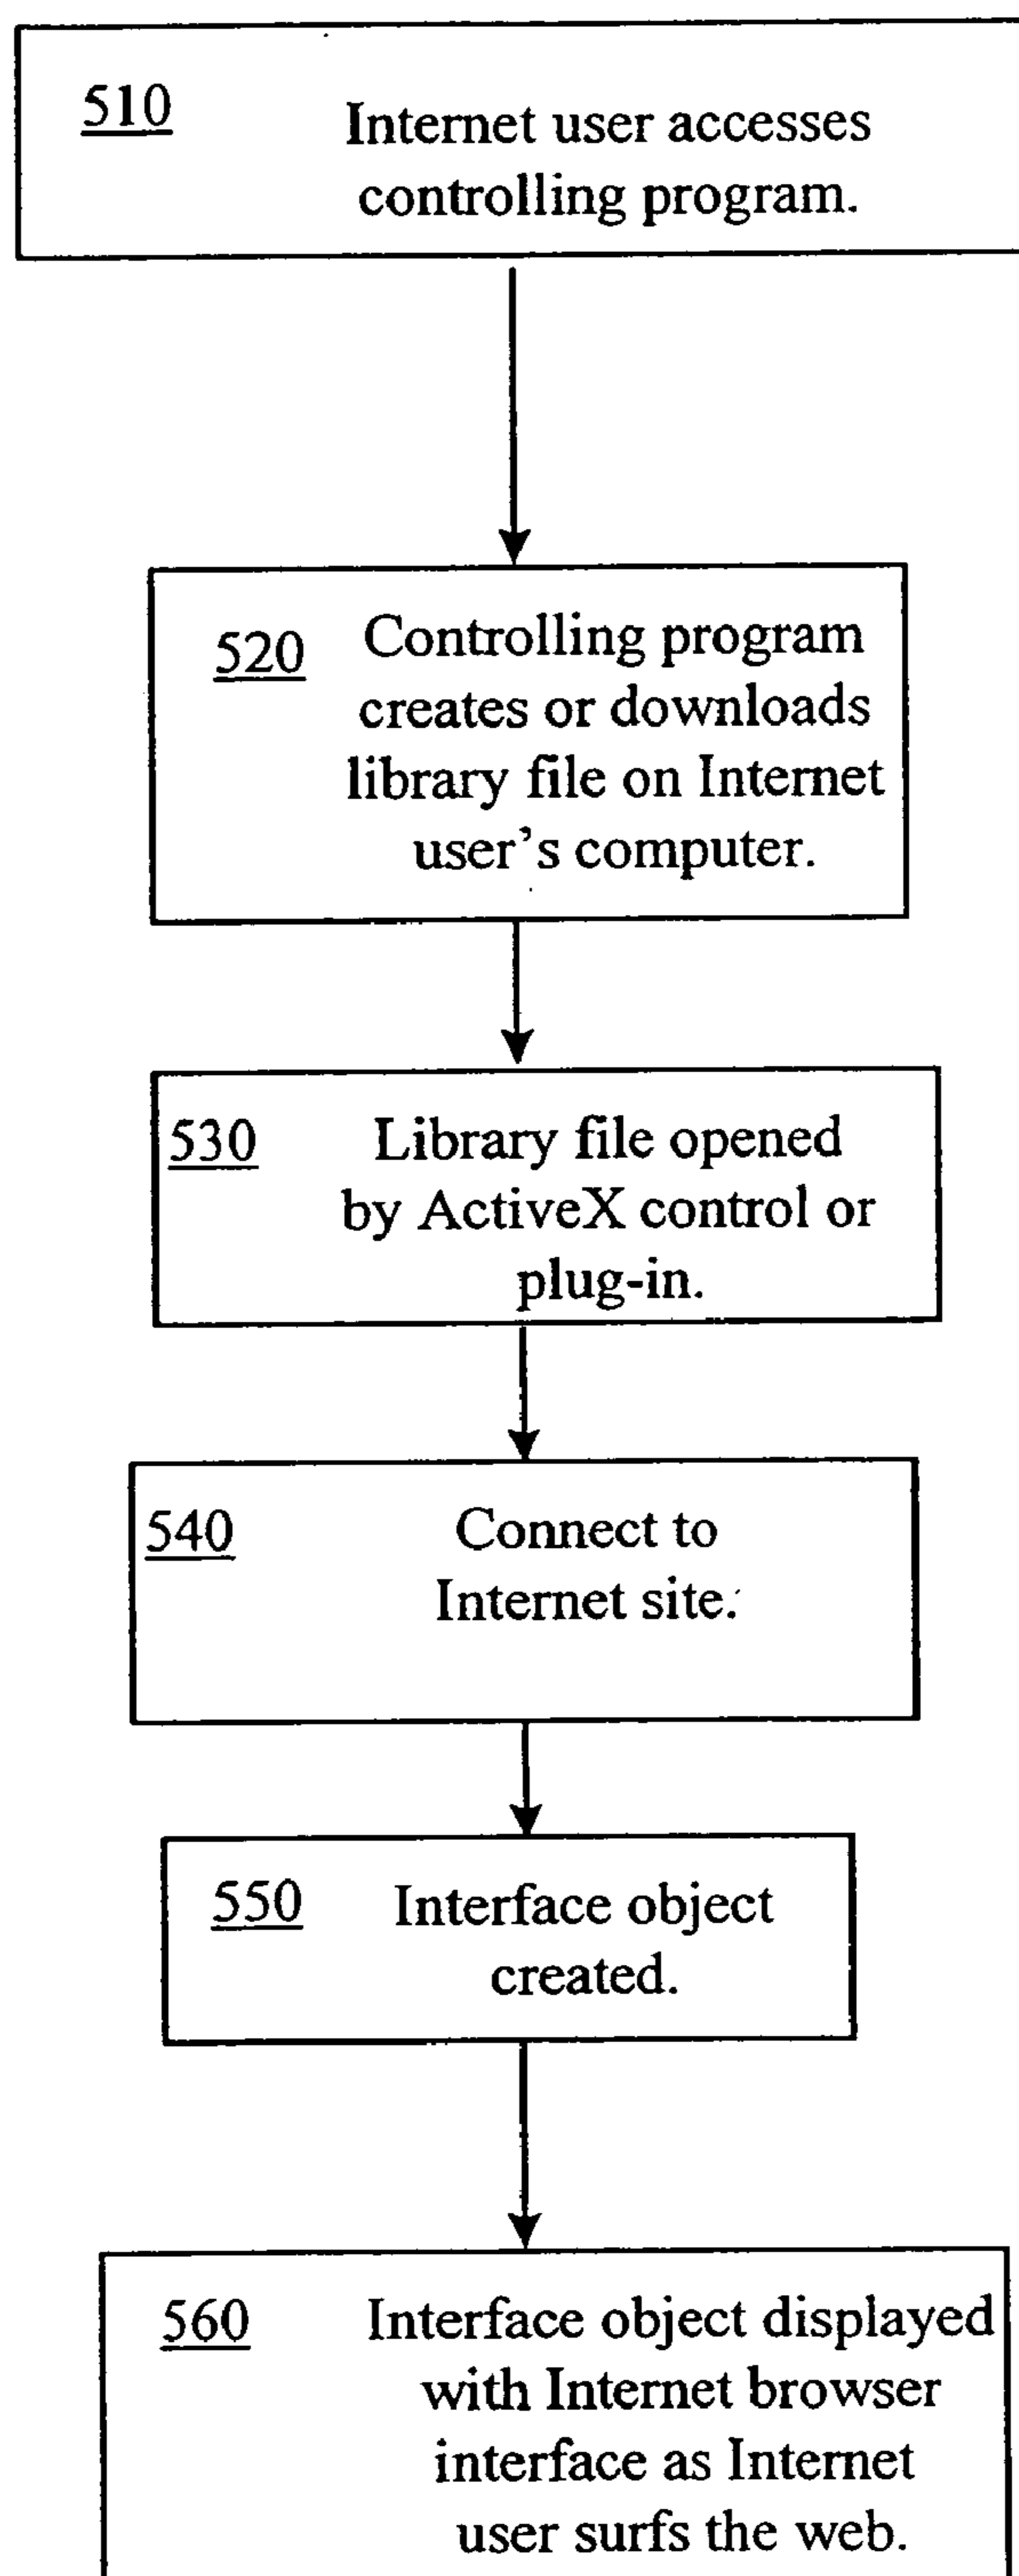 510
Internet user accesses
controlling program.
520
Controlling program
creates or downloads
library file on Internet
user's computer.
530
Library file opened
by ActiveX control or
plug-in.
540
Connect to
Internet site.
550
Interface object
created.
560
Interface object displayed
with Internet browser
interface as Internet
user surfs the web.